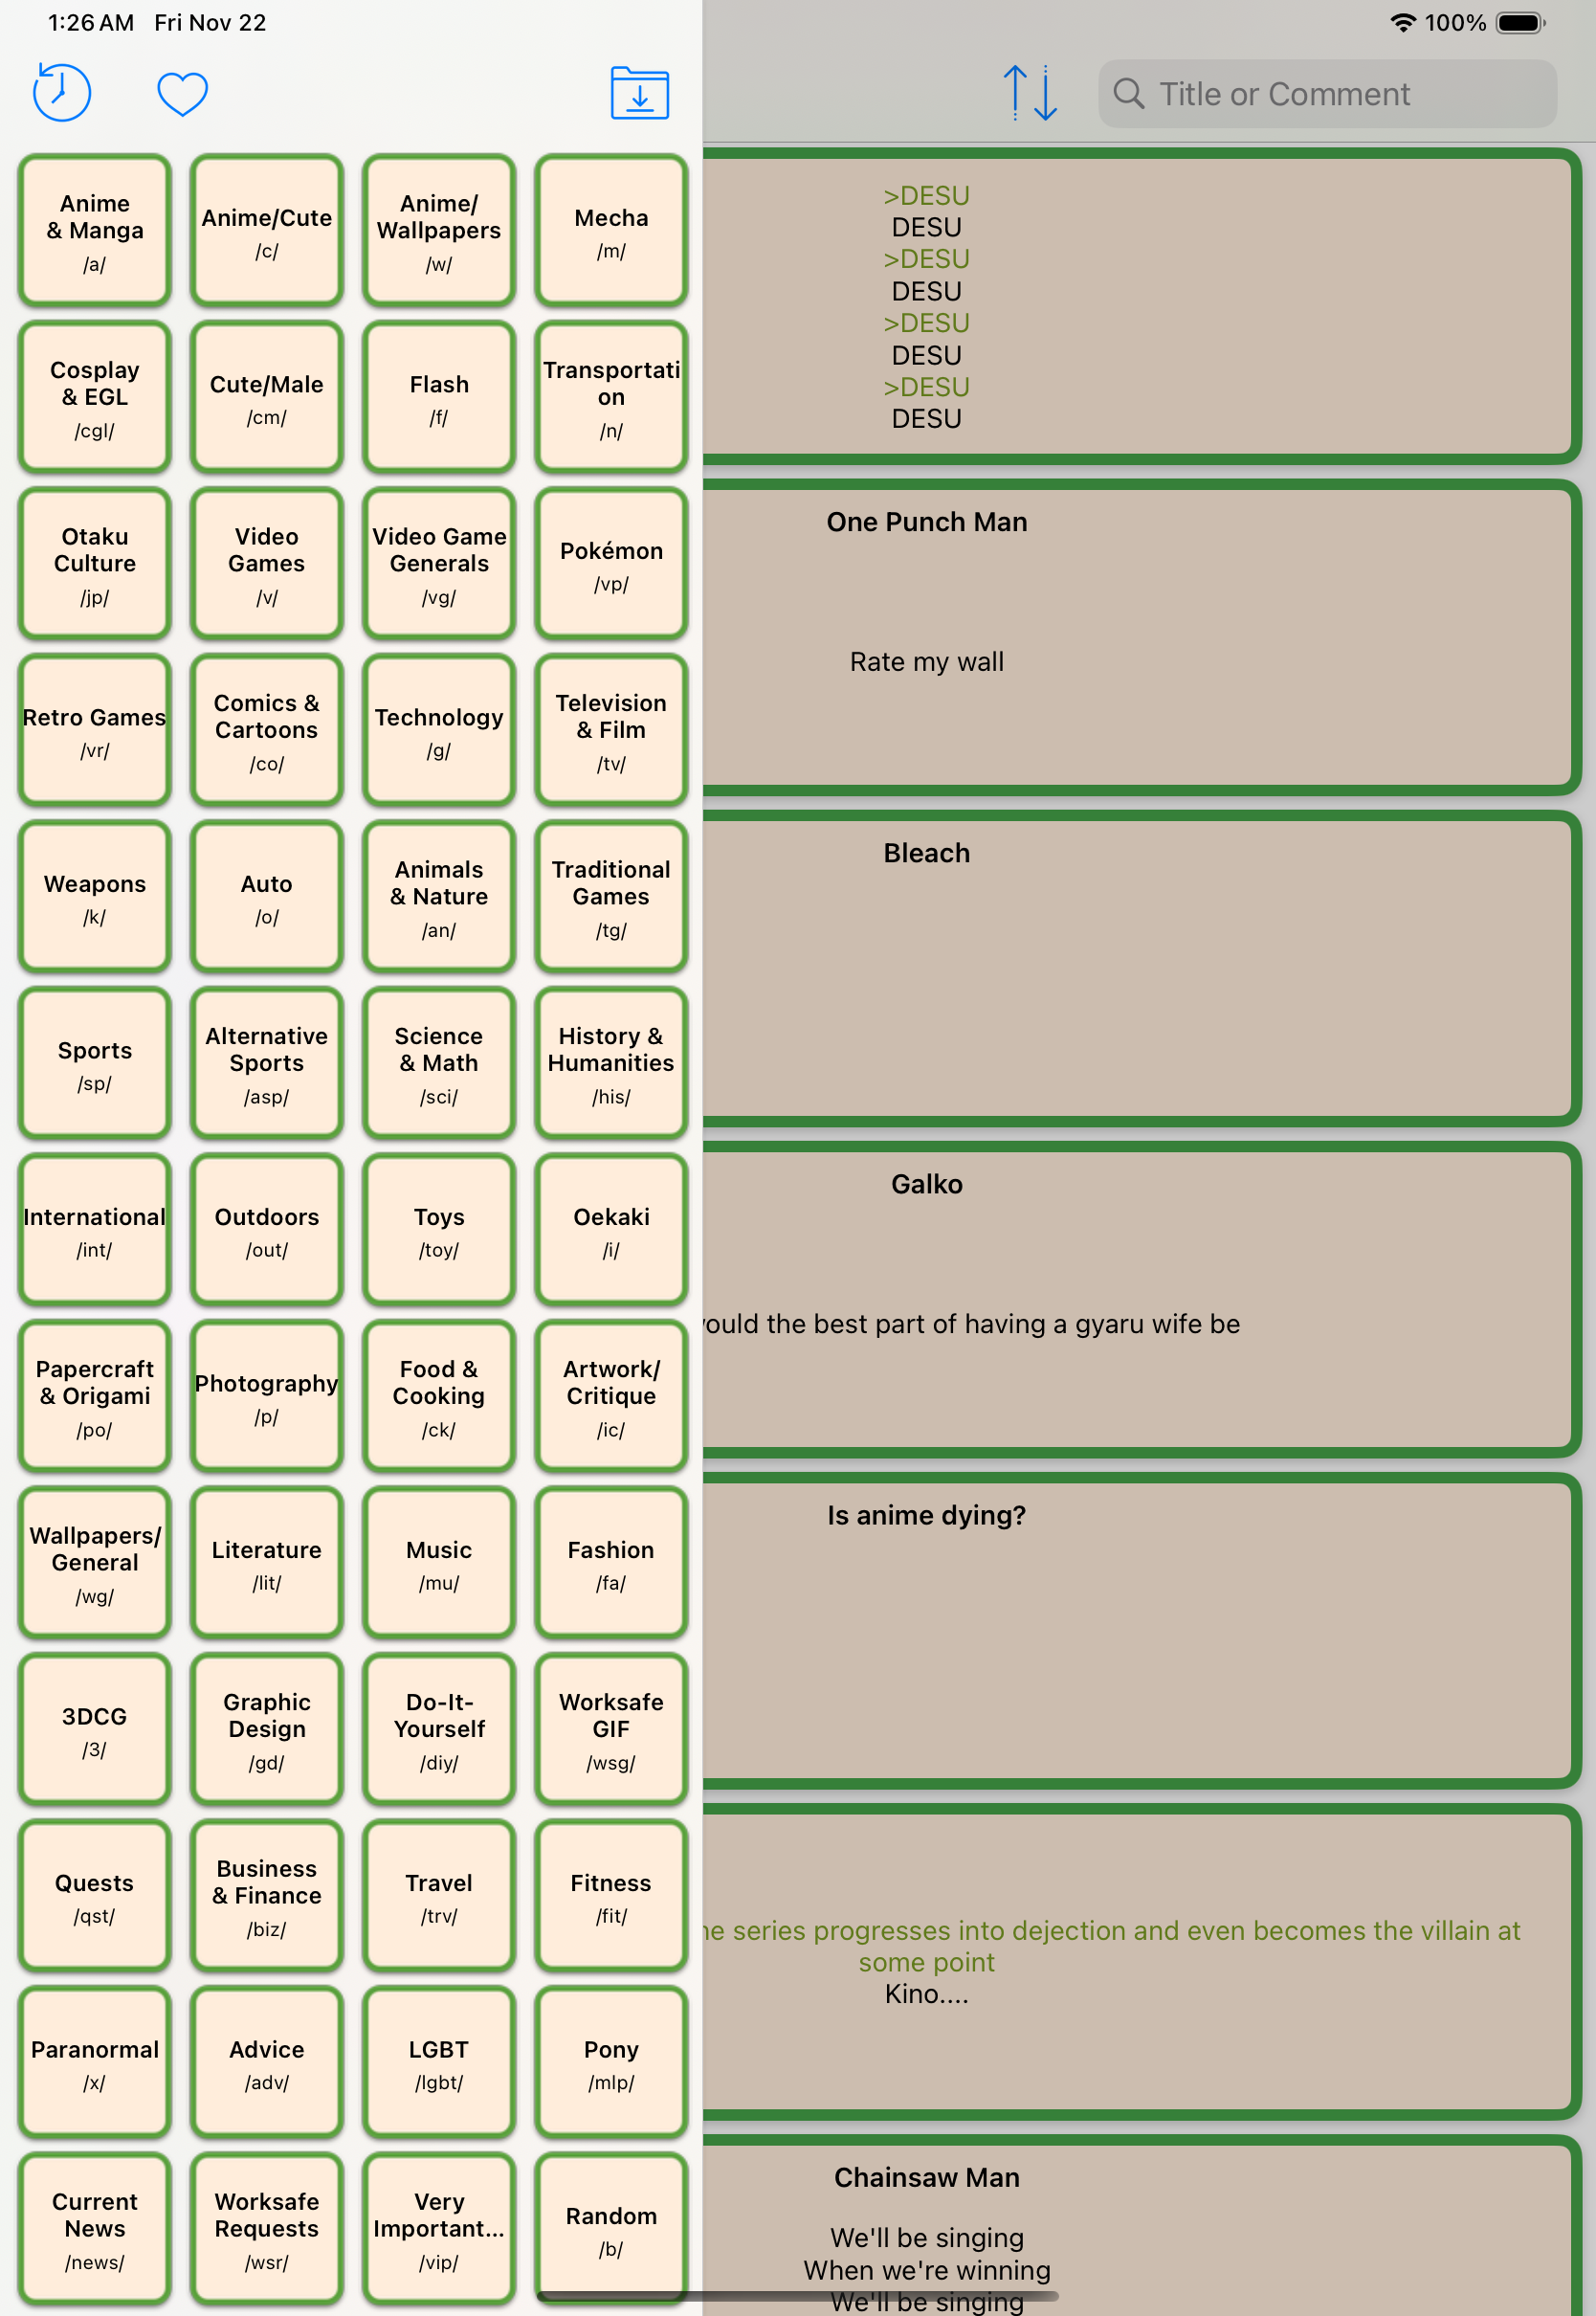 1:26 AM Fri Nov 22
100%
Title or Comment
Anime
& Manga
/a/
Anime/Cute
/c/
Anime/
Wallpapers
/w/
Mecha
/m/
Cosplay
& EGL
/cgl/
Cute/Male
/cm/
Flash
/f/
Transportati
on
/n/
Otaku
Culture
/jp/
Video
Games
/v/
Video Game
Generals
/vg/
Pokémon
/vp/
Retro Games
/vr/
Comics &
Cartoons
/co/
Technology
/g/
Television
& Film
/tv/
Weapons
/k/
Auto
/o/
Animals
& Nature
/an/
Traditional
Games
/tg/
Sports
/sp/
Alternative
Sports
/asp/
Science
& Math
/sci/
History &
Humanities
/his/
International
/int/
Outdoors
/out/
Toys
/toy/
Oekaki
/i/
Papercraft
& Origami
/po/
Photography
/p/
Food &
Cooking
/ck/
Artwork/
Critique
/ic/
Wallpapers/
General
/wg/
Literature
/lit/
Music
/mu/
Fashion
/fa/
3DCG
/3/
Graphic
Design
/gd/
Do-It-
Yourself
/diy/
Worksafe
GIF
/wsg/
Quests
/qst/
Business
& Finance
/biz/
Travel
/trv/
Fitness
/fit/
Paranormal
/x/
Advice
/adv/
LGBT
/lgbt/
Pony
/mlp/
Current
News
/news/
Worksafe
Requests
/wsr/
Very
Important...
/vip/
Random
/b/
>DESU
DESU
>DESU
DESU
>DESU
DESU
>DESU
DESU
One Punch Man
Rate my wall
Bleach
Galko
the best part of having a gyaru wife be
Is anime dying?
series progresses into dejection and even becomes the villain at
some point
Kino....
Chainsaw Man
We'll be singing
When we're winning
We'll be singing